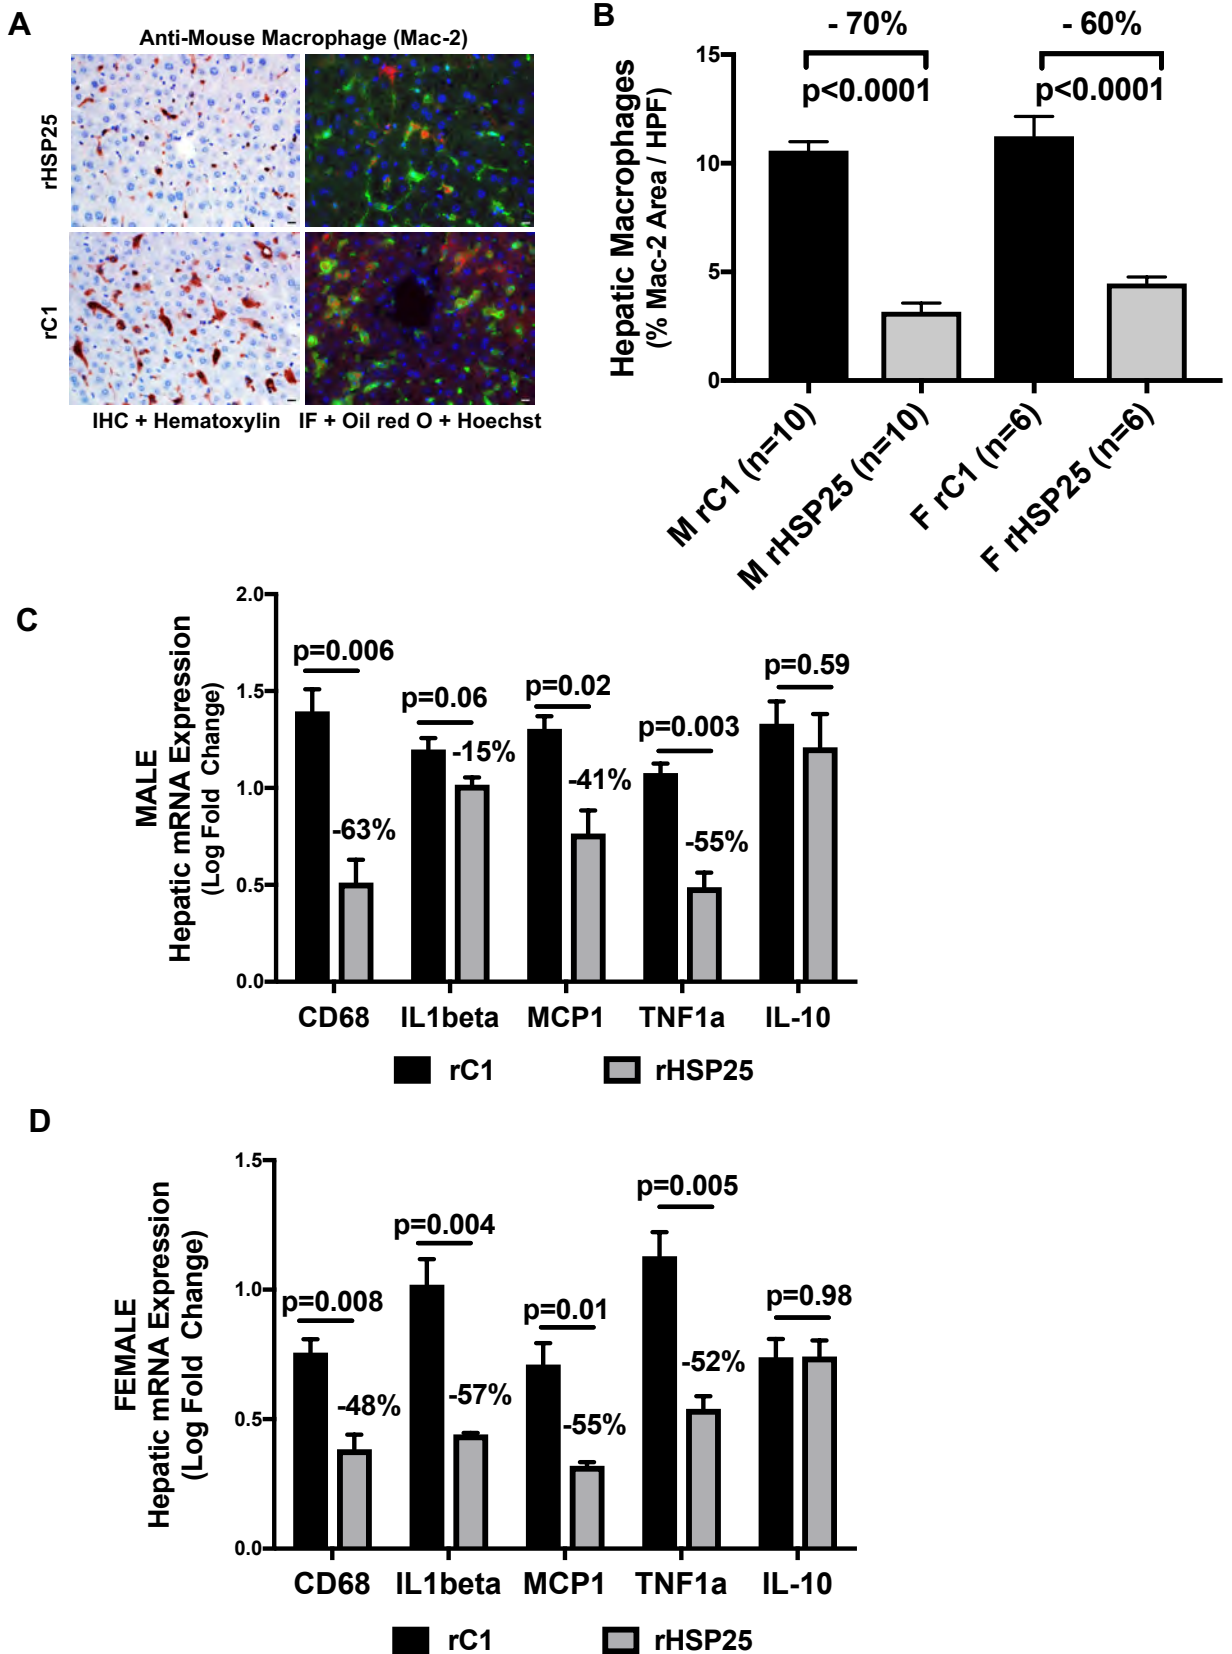 A
Anti-Mouse Macrophage (Mac-2)
rHSP25
rC1
IHC + Hematoxylin
IF + Oil red O + Hoechst
B
- 70%
- 60%
p<0.0001
p<0.0001
Hepatic Macrophages
(% Mac-2 Area / HPF)
15
10
5
0
M rC1 (n=10)
M rHSP25 (n=10)
F rC1 (n=6)
F rHSP25 (n=6)
C
MALE
Hepatic mRNA Expression
(Log Fold Change)
2.0
1.5
1.0
0.5
0.0
p=0.006
-63%
p=0.06
-15%
p=0.02
-41%
p=0.003
-55%
p=0.59
CD68
IL1beta
MCP1
TNF1a
IL-10
rC1
rHSP25
D
FEMALE
Hepatic mRNA Expression
(Log Fold Change)
1.5
1.0
0.5
0.0
p=0.008
-48%
p=0.004
-57%
p=0.01
-55%
p=0.005
-52%
p=0.98
CD68
IL1beta
MCP1
TNF1a
IL-10
rC1
rHSP25